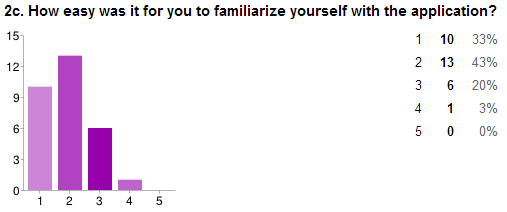 2c. How easy was it for you to familiarize yourself with the application?
15
12
9
6
3
0
1 2 3 4 5
1 10 33%
2 13 43%
3 6 20%
4 1 3%
5 0 0%